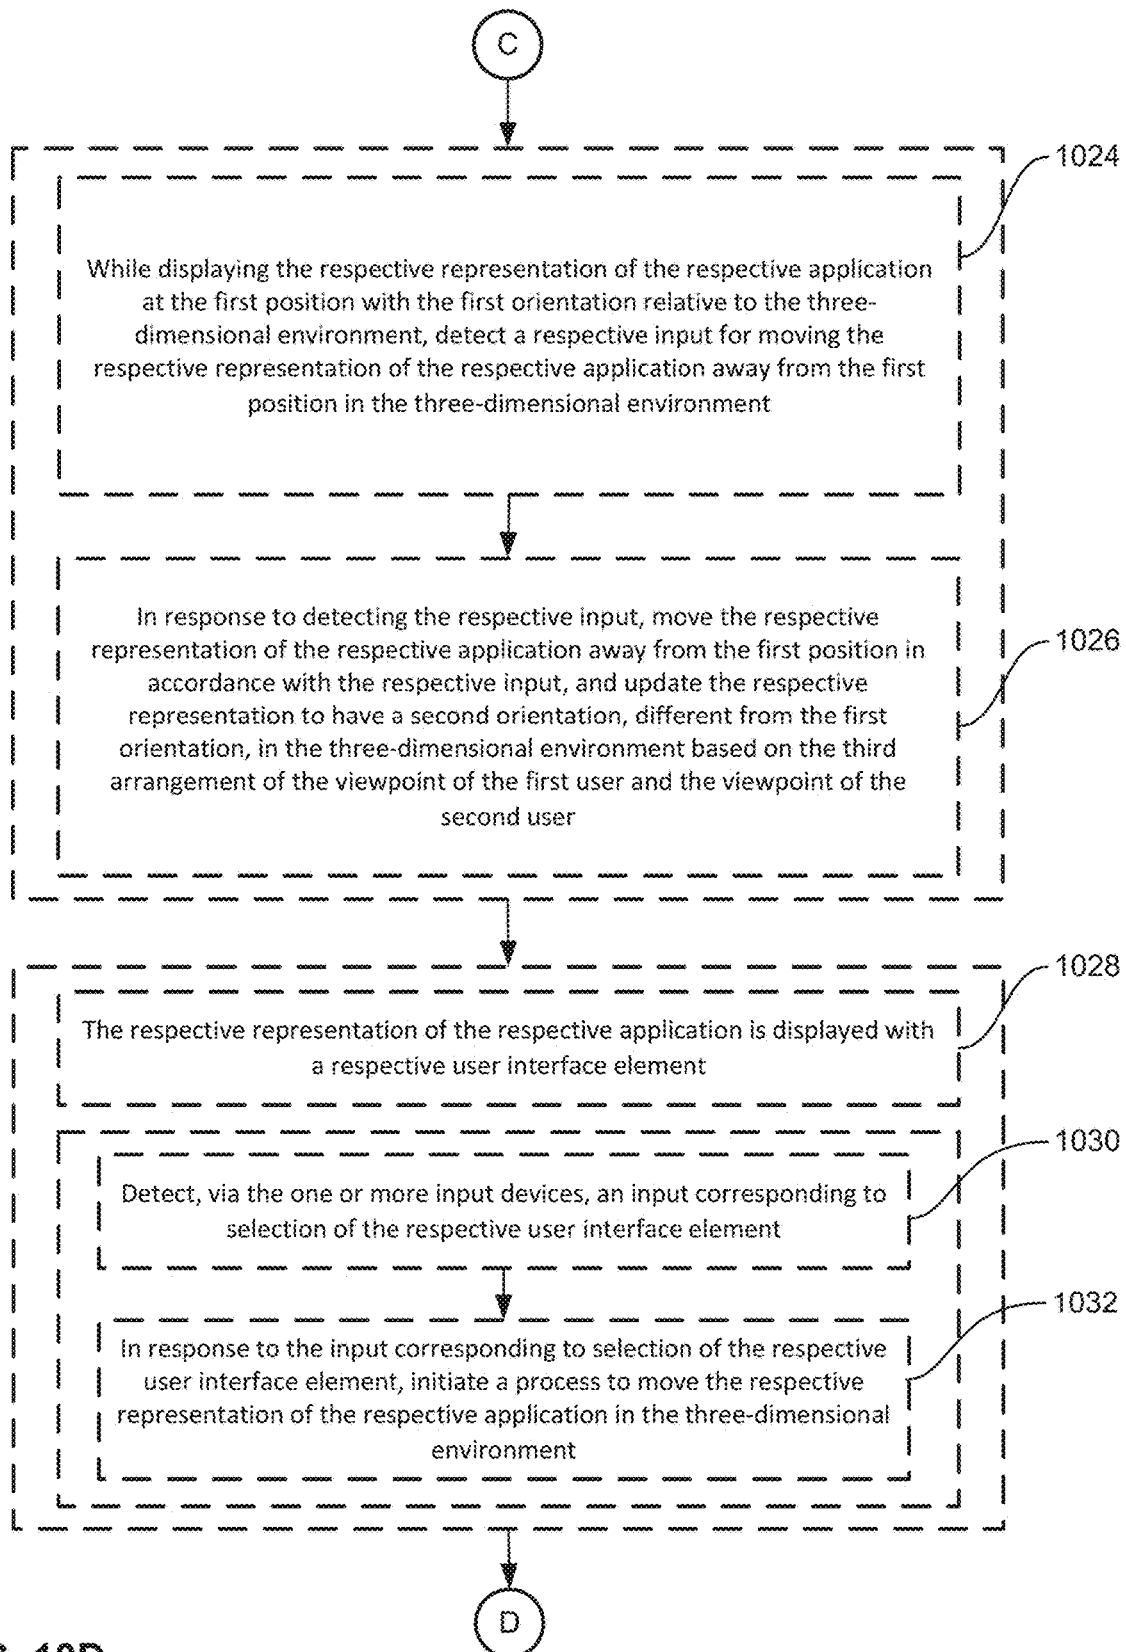 C
1024
While displaying the respective representation of the respective application
at the first position with the first orientation relative to the three-
dimensional environment, detect a respective input for moving the
respective representation of the respective application away from the first
position in the three-dimensional environment
In response to detecting the respective input, move the respective
representation of the respective application away from the first position in
accordance with the respective input, and update the respective
representation to have a second orientation, different from the first
orientation, in the three-dimensional environment based on the third
arrangement of the viewpoint of the first user and the viewpoint of the
second user
1026
1028
The respective representation of the respective application is displayed with
a respective user interface element
1030
Detect, via the one or more input devices, an input corresponding to
selection of the respective user interface element
1032
In response to the input corresponding to selection of the respective
user interface element, initiate a process to move the respective
representation of the respective application in the three-dimensional
environment
D